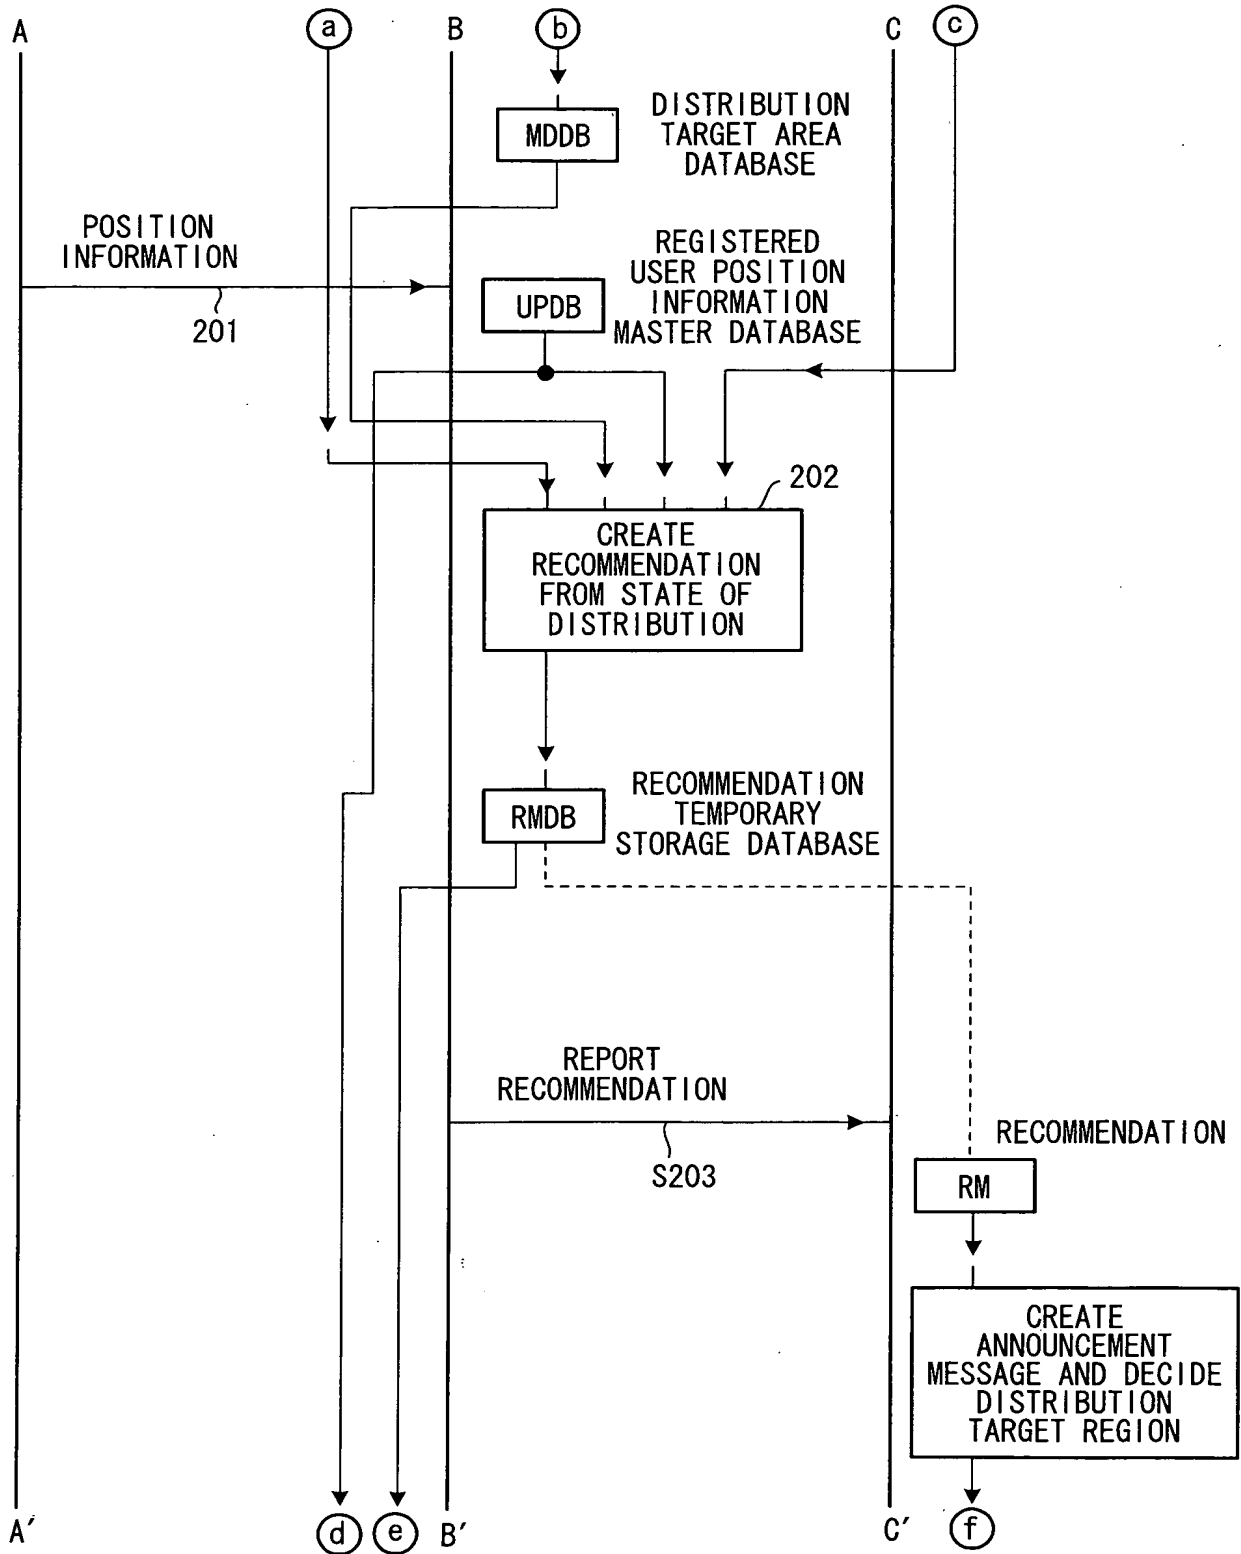 A
a
B
b
C
c
DISTRIBUTION
TARGET AREA
DATABASE
MDDB
POSITION
INFORMATION
201
REGISTERED
USER POSITION
INFORMATION
MASTER DATABASE
UPDB
202
CREATE
RECOMMENDATION
FROM STATE OF
DISTRIBUTION
RECOMMENDATION
TEMPORARY
STORAGE DATABASE
RMDB
REPORT
RECOMMENDATION
S203
RECOMMENDATION
RM
CREATE
ANNOUNCEMENT
MESSAGE AND DECIDE
DISTRIBUTION
TARGET REGION
A'
d
e
B'
C'
f